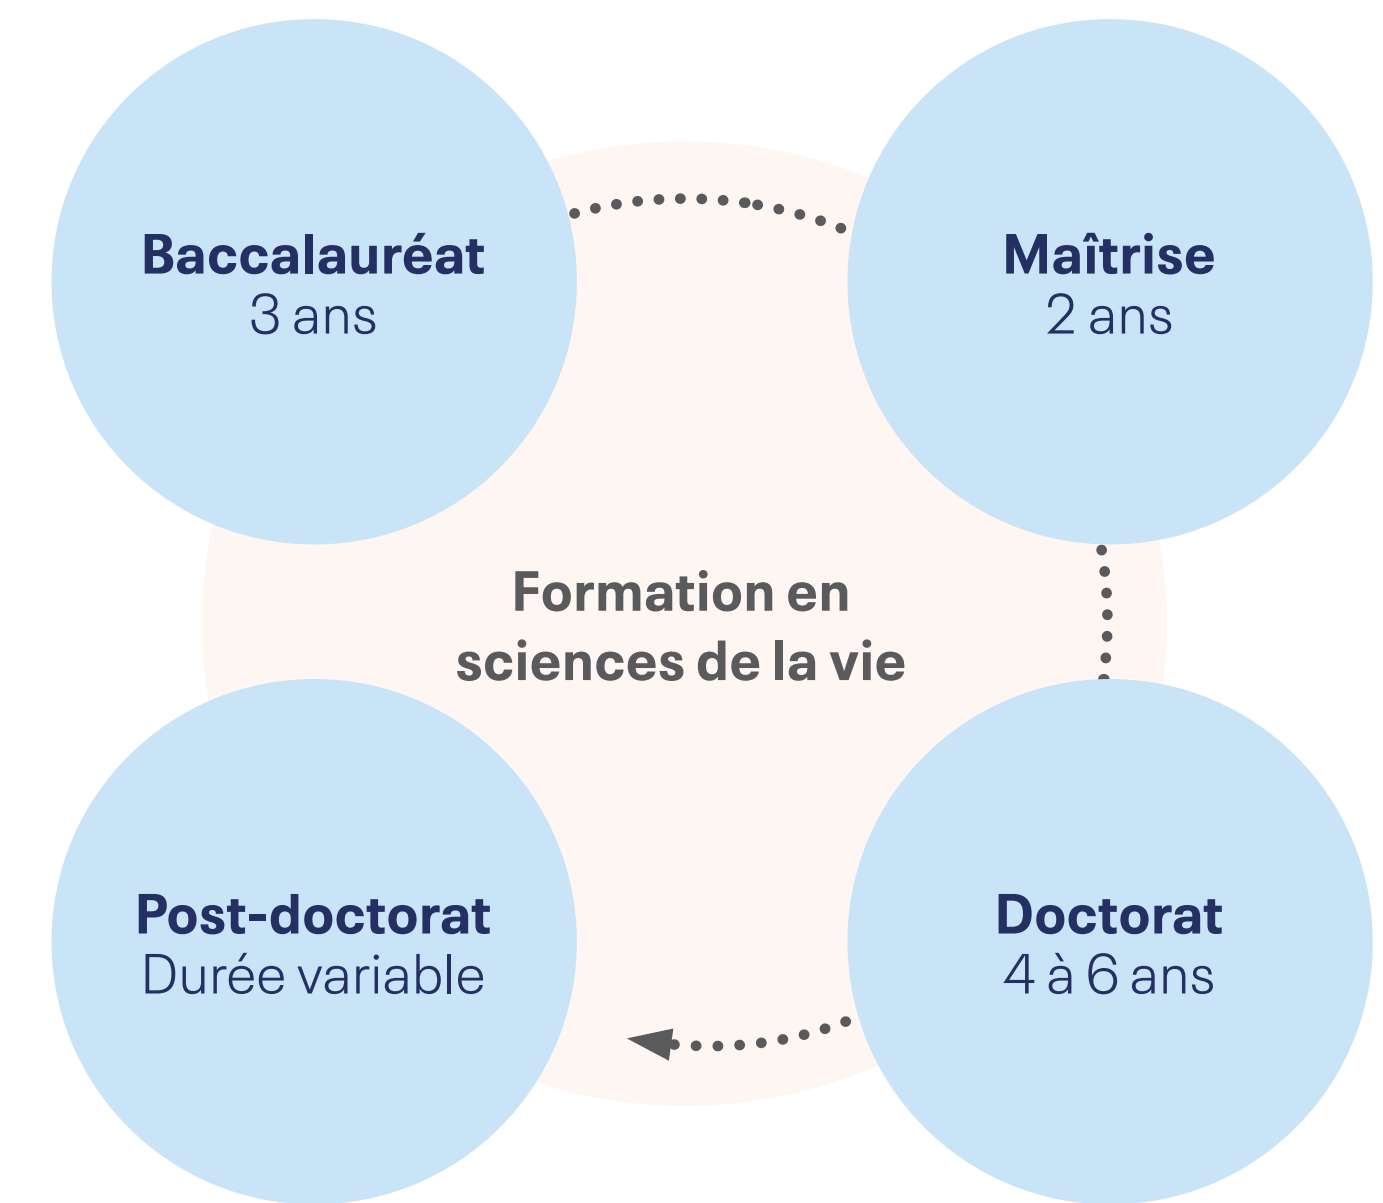 Baccalauréat
3 ans
Maîtrise
2 ans
Formation en
sciences de la vie
Post-doctorat
Durée variable
Doctorat
4 à 6 ans